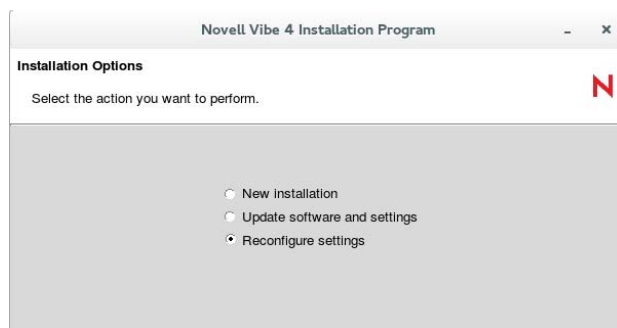 Novell Vibe 4 Installation Program
Installation Options
Select the action you want to perform.
N
New installation
Update software and settings
Reconfigure settings